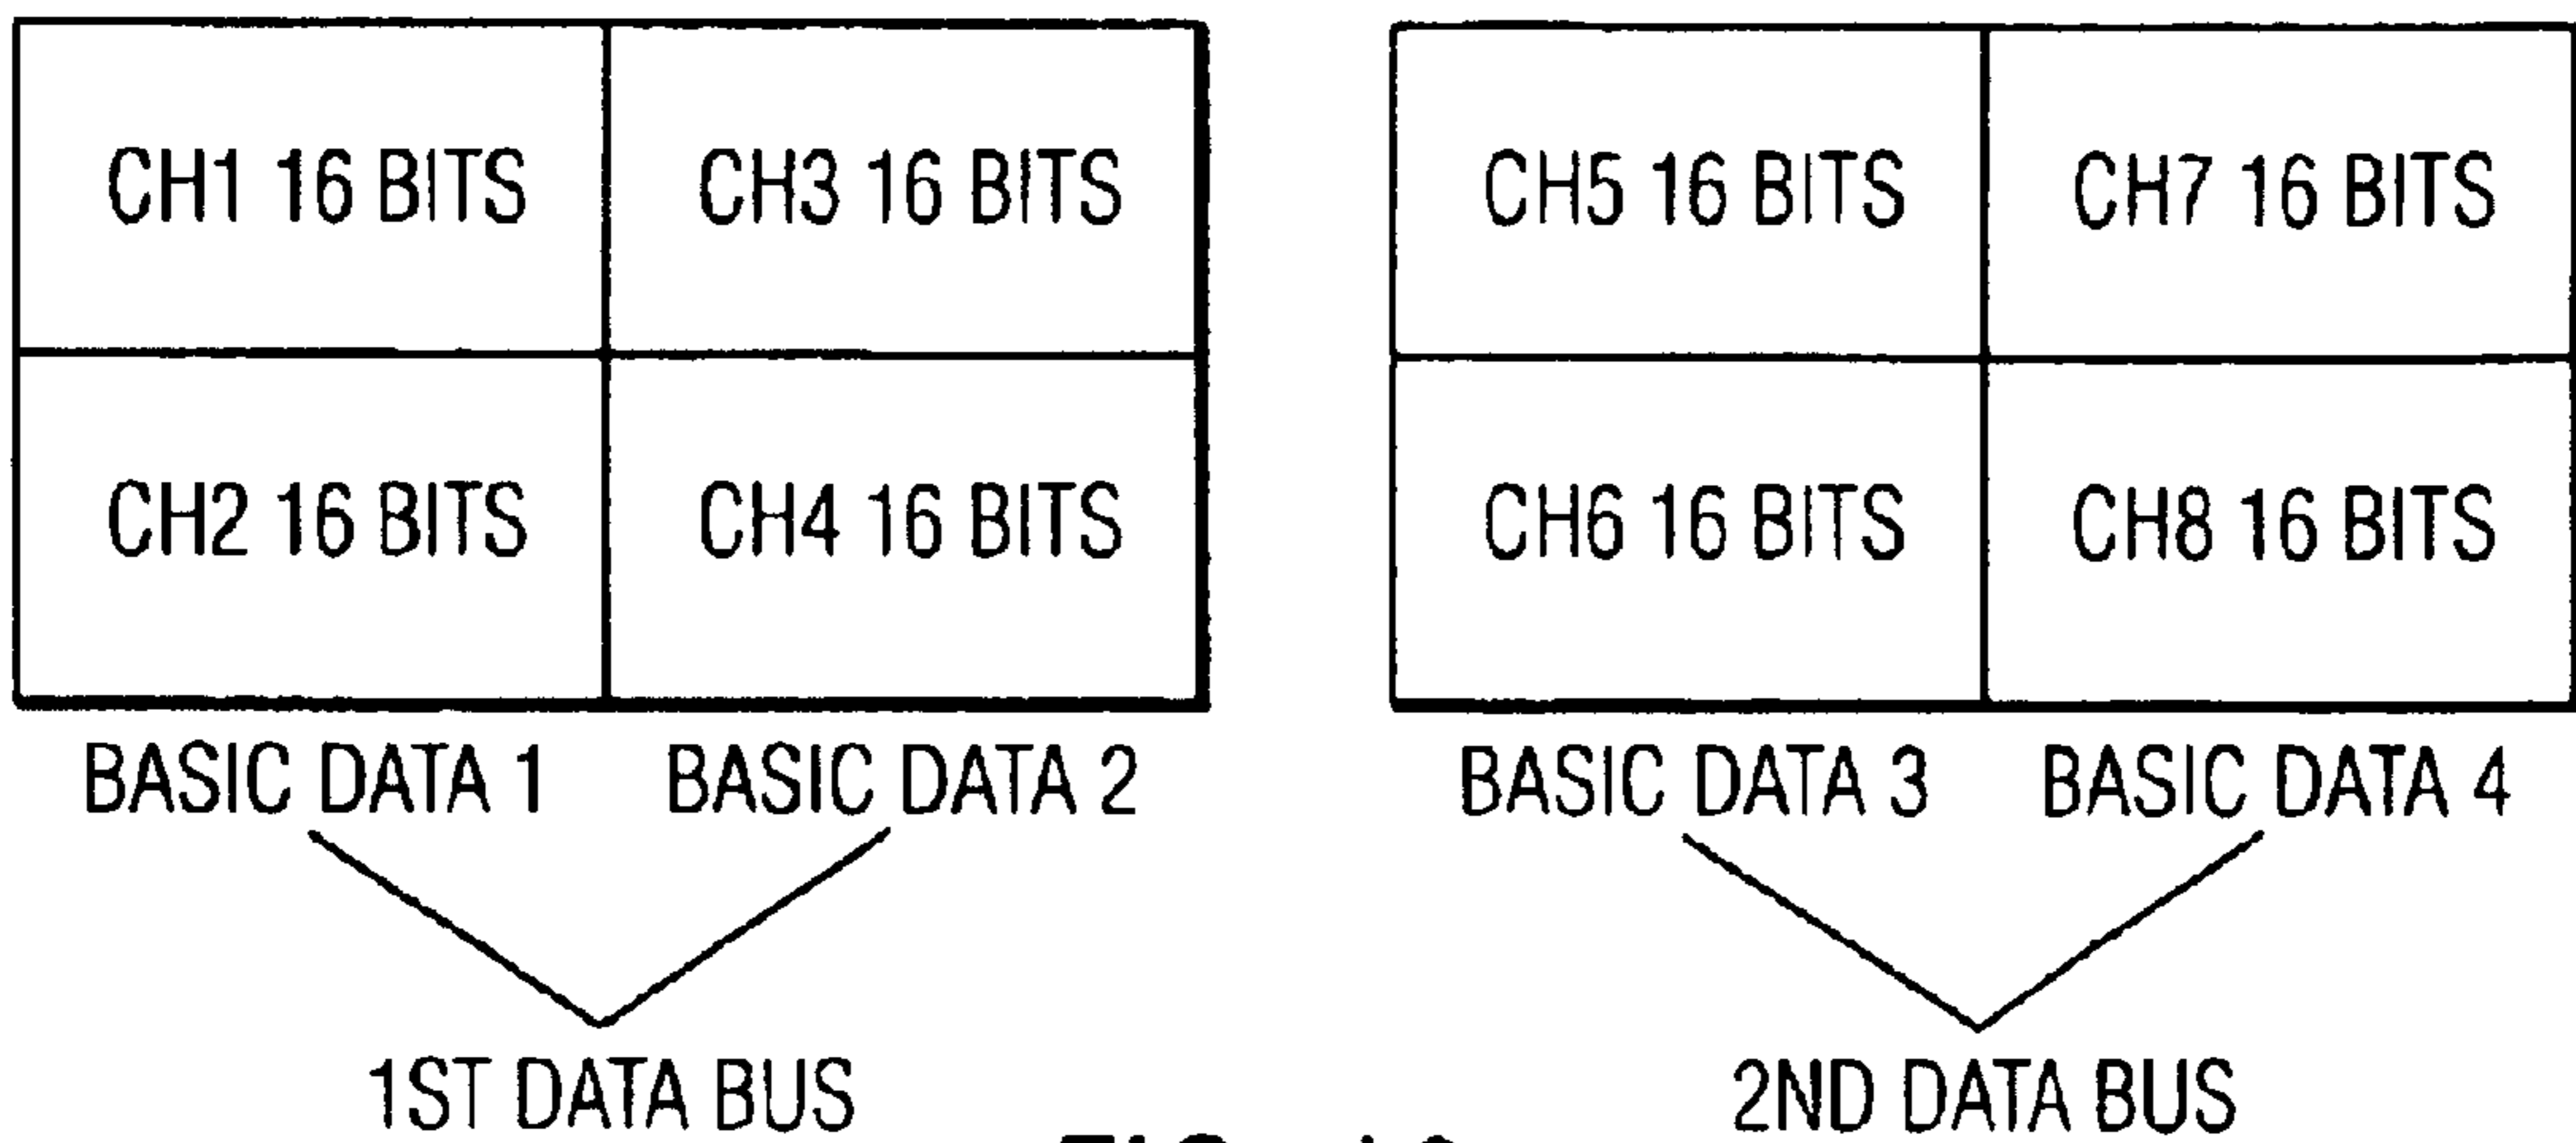 CH1 16 BITS CH3 16 BITS CH5 16 BITS CH7 16 BITS
CH2 16 BITS CH4 16 BITS CH6 16 BITS CH8 16 BITS
BASIC DATA 1 BASIC DATA 2 BASIC DATA 3 BASIC DATA 4
1ST DATA BUS 2ND DATA BUS